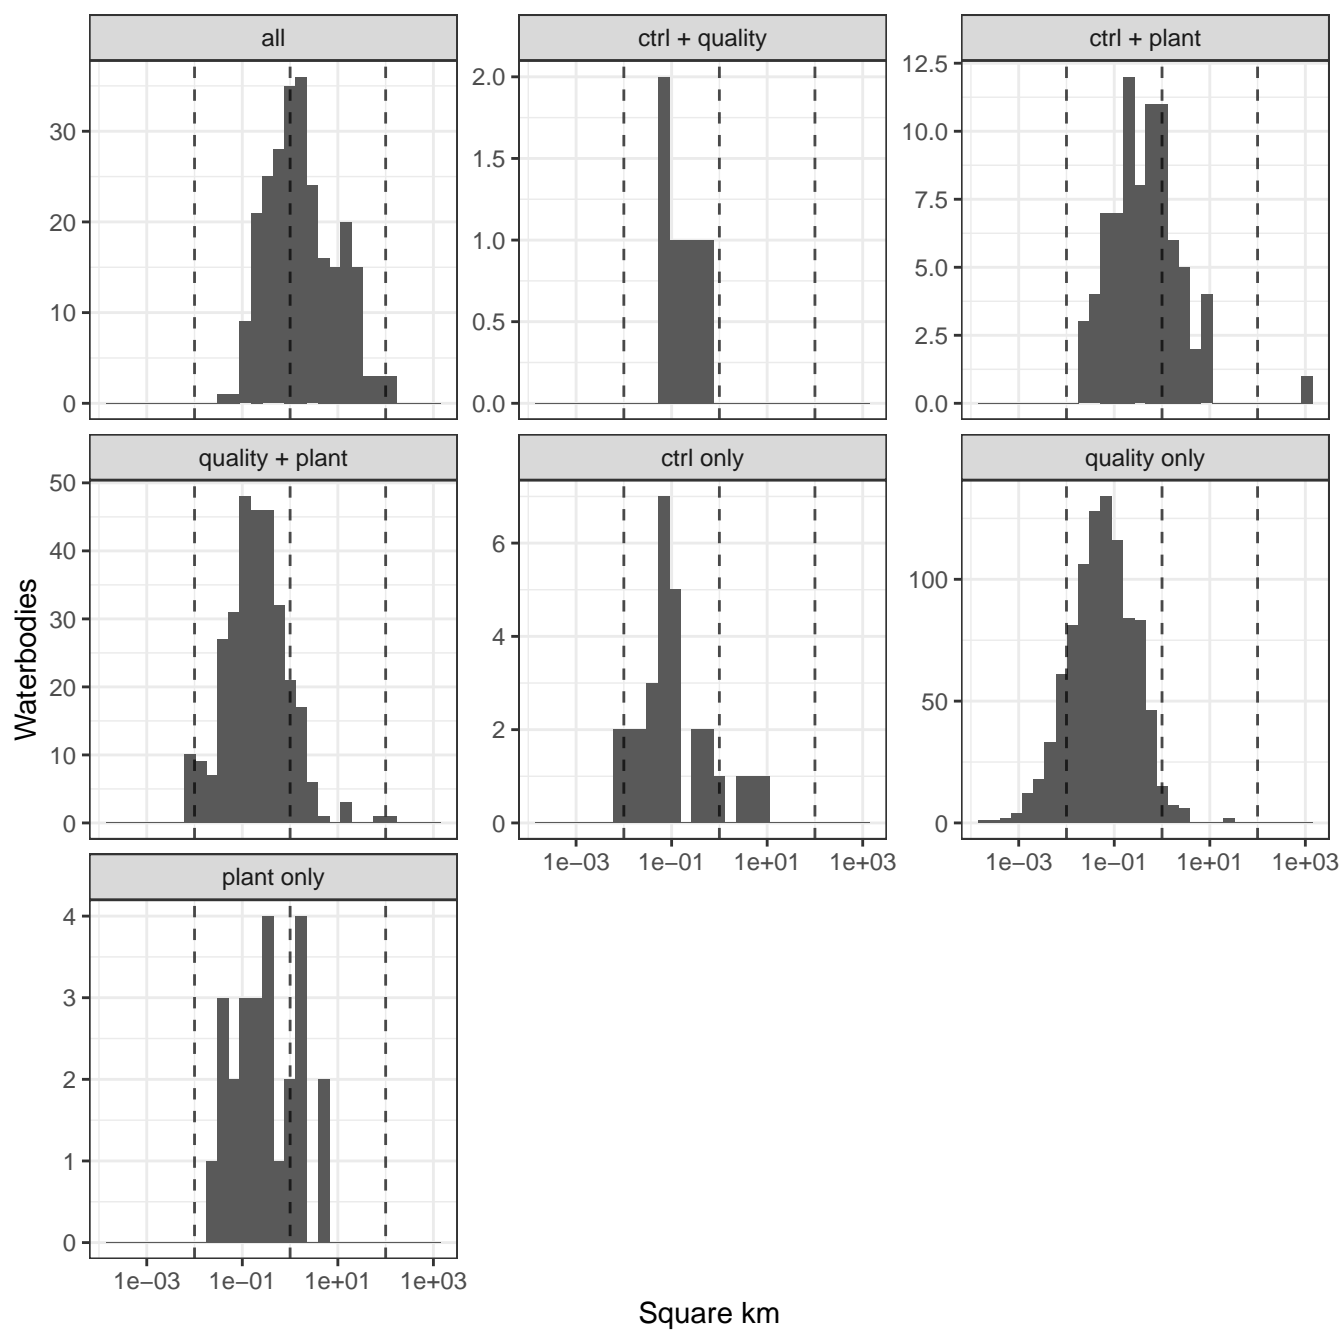 all
ctrl + quality
ctrl + plant
30
20
10
0
2.0
1.5
1.0
0.5
0.0
12.5
10.0
7.5
5.0
2.5
0.0
quality + plant
ctrl only
quality only
50
40
30
20
10
0
6
4
2
0
100
50
0
Waterbodies
1e−03 1e−01 1e+01 1e+03
1e−03 1e−01 1e+01 1e+03
plant only
4
3
2
1
0
1e−03 1e−01 1e+01 1e+03
Square km